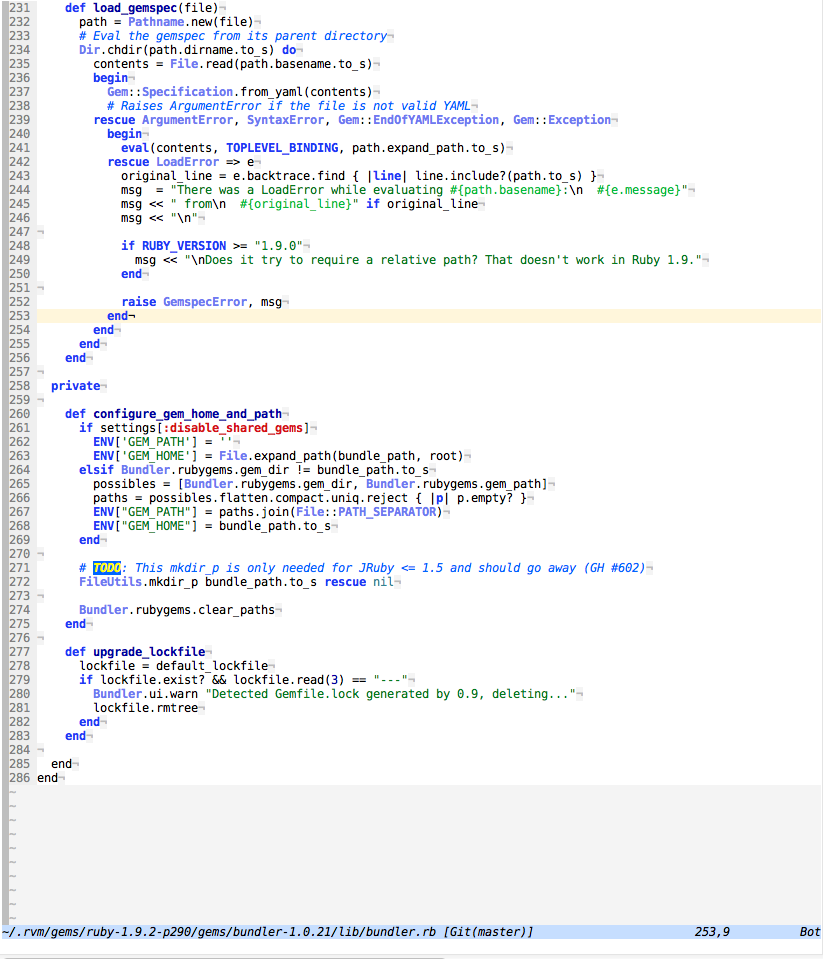 231     def load_gemspec(file)¬
232       path = Pathname.new(file)¬
233       # Eval the gemspec from its parent directory¬
234       Dir.chdir(path.dirname.to_s) do¬
235         contents = File.read(path.basename.to_s)¬
236         begin¬
237           Gem::Specification.from_yaml(contents)¬
238           # Raises ArgumentError if the file is not valid YAML¬
239         rescue ArgumentError, SyntaxError, Gem::EndOfYAMLException, Gem::Exception¬
240           begin¬
241             eval(contents, TOPLEVEL_BINDING, path.expand_path.to_s)¬
242           rescue LoadError => e¬
243             original_line = e.backtrace.find { |line| line.include?(path.to_s) }¬
244             msg  = "There was a LoadError while evaluating #{path.basename}:\n  #{e.message}"¬
245             msg << " from\n  #{original_line}" if original_line¬
246             msg << "\n"¬
247 ¬
248             if RUBY_VERSION >= "1.9.0"¬
249               msg << "\nDoes it try to require a relative path? That doesn't work in Ruby 1.9."¬
250             end¬
251 ¬
252             raise GemspecError, msg¬
253           end¬
254         end¬
255       end¬
256     end¬
257 ¬
258   private¬
259 ¬
260     def configure_gem_home_and_path¬
261       if settings[:disable_shared_gems]¬
262         ENV['GEM_PATH'] = ''¬
263         ENV['GEM_HOME'] = File.expand_path(bundle_path, root)¬
264       elsif Bundler.rubygems.gem_dir != bundle_path.to_s¬
265         possibles = [Bundler.rubygems.gem_dir, Bundler.rubygems.gem_path]¬
266         paths = possibles.flatten.compact.uniq.reject { |p| p.empty? }¬
267         ENV["GEM_PATH"] = paths.join(File::PATH_SEPARATOR)¬
268         ENV["GEM_HOME"] = bundle_path.to_s¬
269       end¬
270 ¬
271       # TODO: This mkdir_p is only needed for JRuby <= 1.5 and should go away (GH #602)¬
272       FileUtils.mkdir_p bundle_path.to_s rescue nil¬
273 ¬
274       Bundler.rubygems.clear_paths¬
275     end¬
276 ¬
277     def upgrade_lockfile¬
278       lockfile = default_lockfile¬
279       if lockfile.exist? && lockfile.read(3) == "---"¬
280         Bundler.ui.warn "Detected Gemfile.lock generated by 0.9, deleting..."¬
281         lockfile.rmtree¬
282       end¬
283     end¬
284 ¬
285   end¬
286 end¬
~
~
~
~
~
~
~
~
~
~
~/.rvm/gems/ruby-1.9.2-p290/gems/bundler-1.0.21/lib/bundler.rb [Git(master)] 253,9 Bot